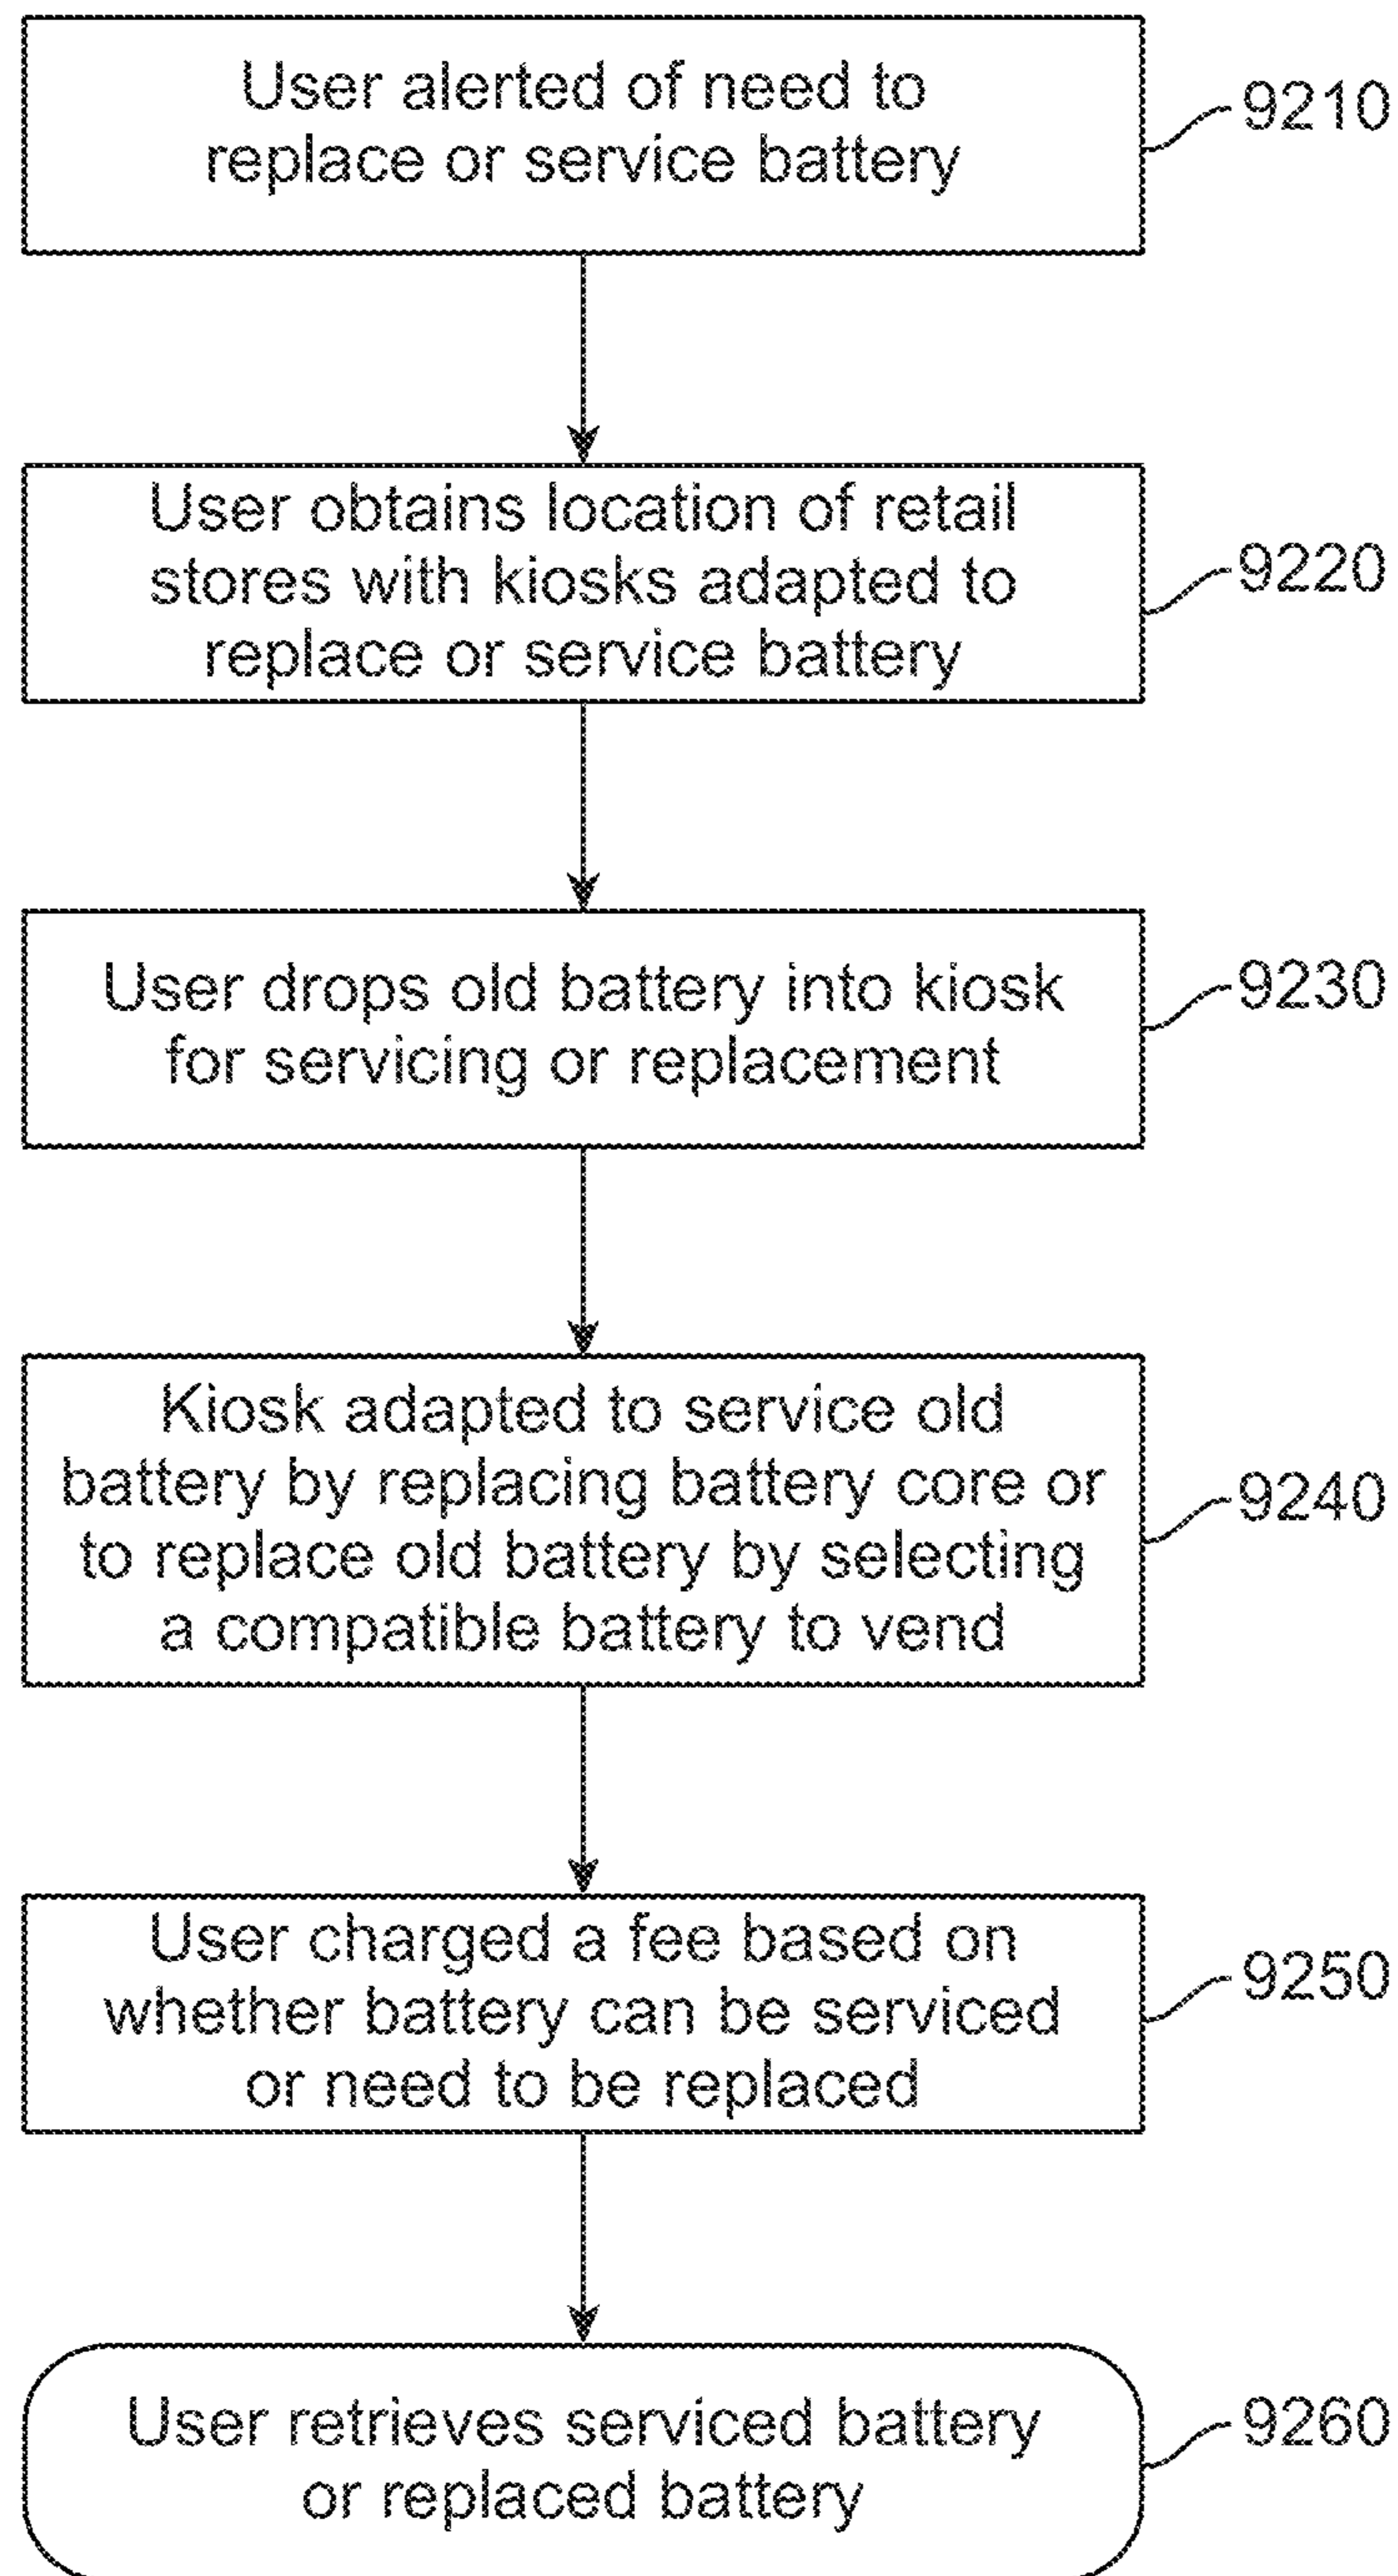 User alerted of need to
replace or service battery
9210
User obtains location of retail
stores with kiosks adapted to
replace or service battery
9220
User drops old battery into kiosk
for servicing or replacement
9230
Kiosk adapted to service old
battery by replacing battery core or
to replace old battery by selecting
a compatible battery to vend
9240
User charged a fee based on
whether battery can be serviced
or need to be replaced
9250
User retrieves serviced battery
or replaced battery
9260